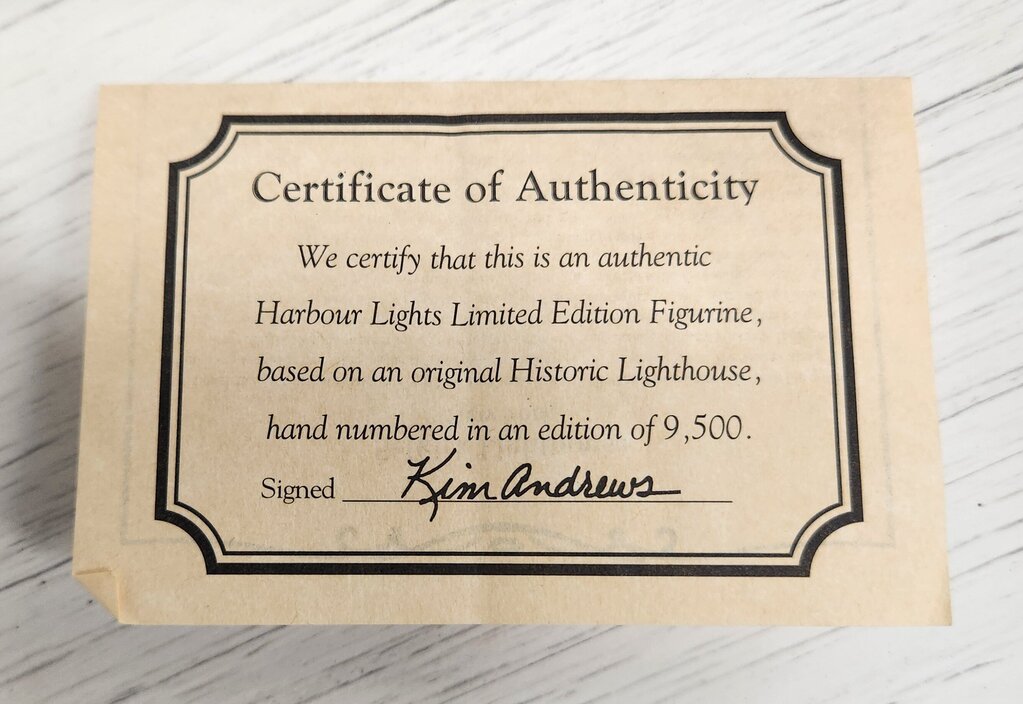 Certificate of Authenticity
We certify that this is an authentic
Harbour Lights Limited Edition Figurine,
based on an original Historic Lighthouse,
hand numbered in an edition of 9,500.
Signed Kim Andrews